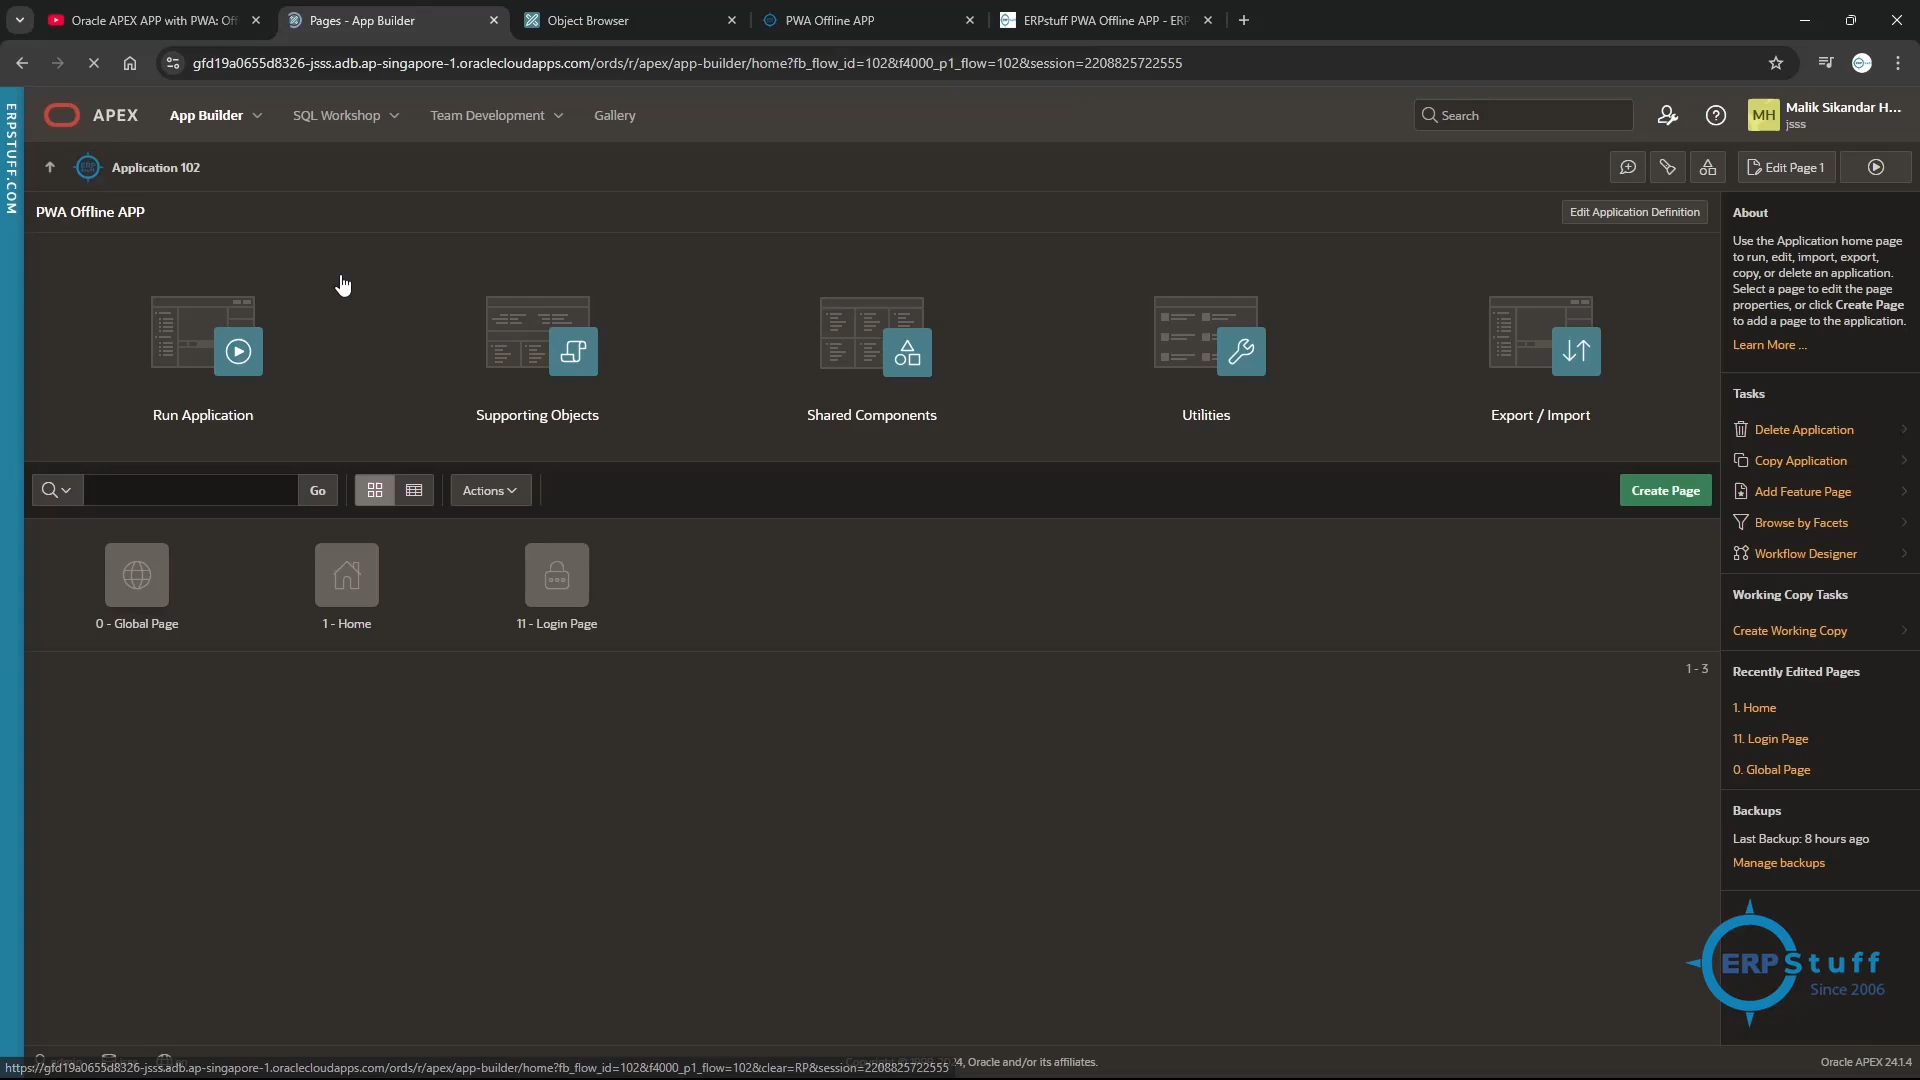 Oracle APEX APP with PWA: Off
Pages - App Builder
Object Browser
PWA Offline APP
ERPstuff PWA Offline APP - ERP
gfd19a0655d8326-jsss.adb.ap-singapore-1.oraclecloudapps.com/ords/r/apex/app-builder/home?fb_flow_id=102&f4000_p1_flow=102&session=2208825722555
ERPSTUFF.COM
APEX
App Builder
SQL Workshop
Team Development
Gallery
Search
MH
Malik Sikandar H...
jsss
Application 102
Edit Page 1
PWA Offline APP
Edit Application Definition
Run Application
Supporting Objects
Shared Components
Utilities
Export / Import
Go
Actions
Create Page
0 - Global Page
1 - Home
11 - Login Page
1 - 3
About
Use the Application home page
to run, edit, import, export,
copy, or delete an application.
Select a page to edit the page
properties, or click Create Page
to add a page to the application.
Learn More ...
Tasks
Delete Application
Copy Application
Add Feature Page
Browse by Facets
Workflow Designer
Working Copy Tasks
Create Working Copy
Recently Edited Pages
1. Home
11. Login Page
0. Global Page
Backups
Last Backup: 8 hours ago
Manage backups
ERPStuff
Since 2006
4, Oracle and/or its affiliates.
Oracle APEX 24.1.4
https://gfd19a0655d8326-jsss.adb.ap-singapore-1.oraclecloudapps.com/ords/r/apex/app-builder/home?fb_flow_id=102&f4000_p1_flow=102&clear=RP&session=2208825722555